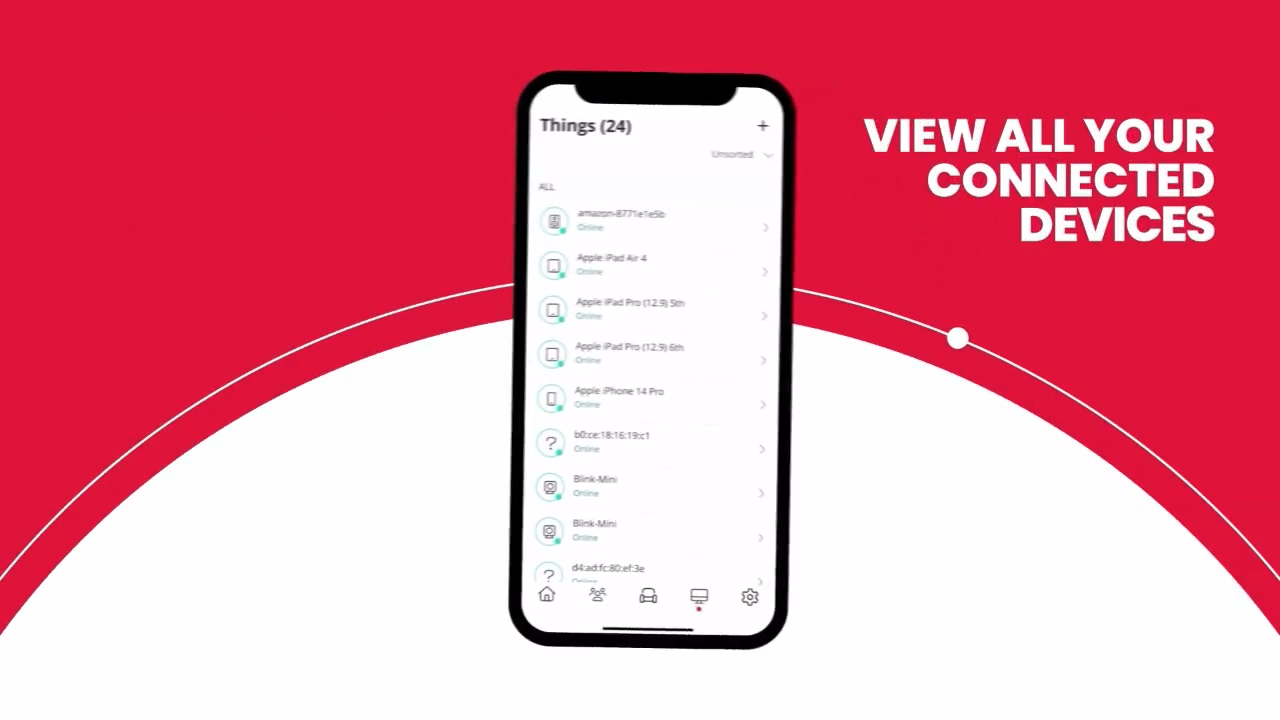 Things (24)
+
Unsorted
ALL
amazon-8771e1e5b
Online
Apple iPad Air 4
Online
Apple iPad Pro (12.9) 5th
Online
Apple iPad Pro (12.9) 6th
Online
Apple iPhone 14 Pro
Online
?
b0:ce:18:16:19:c1
Online
Blink-Mini
Online
Blink-Mini
Online
?
d4:ad:fc:80:ef:3e
Online
VIEW ALL YOUR
CONNECTED
DEVICES